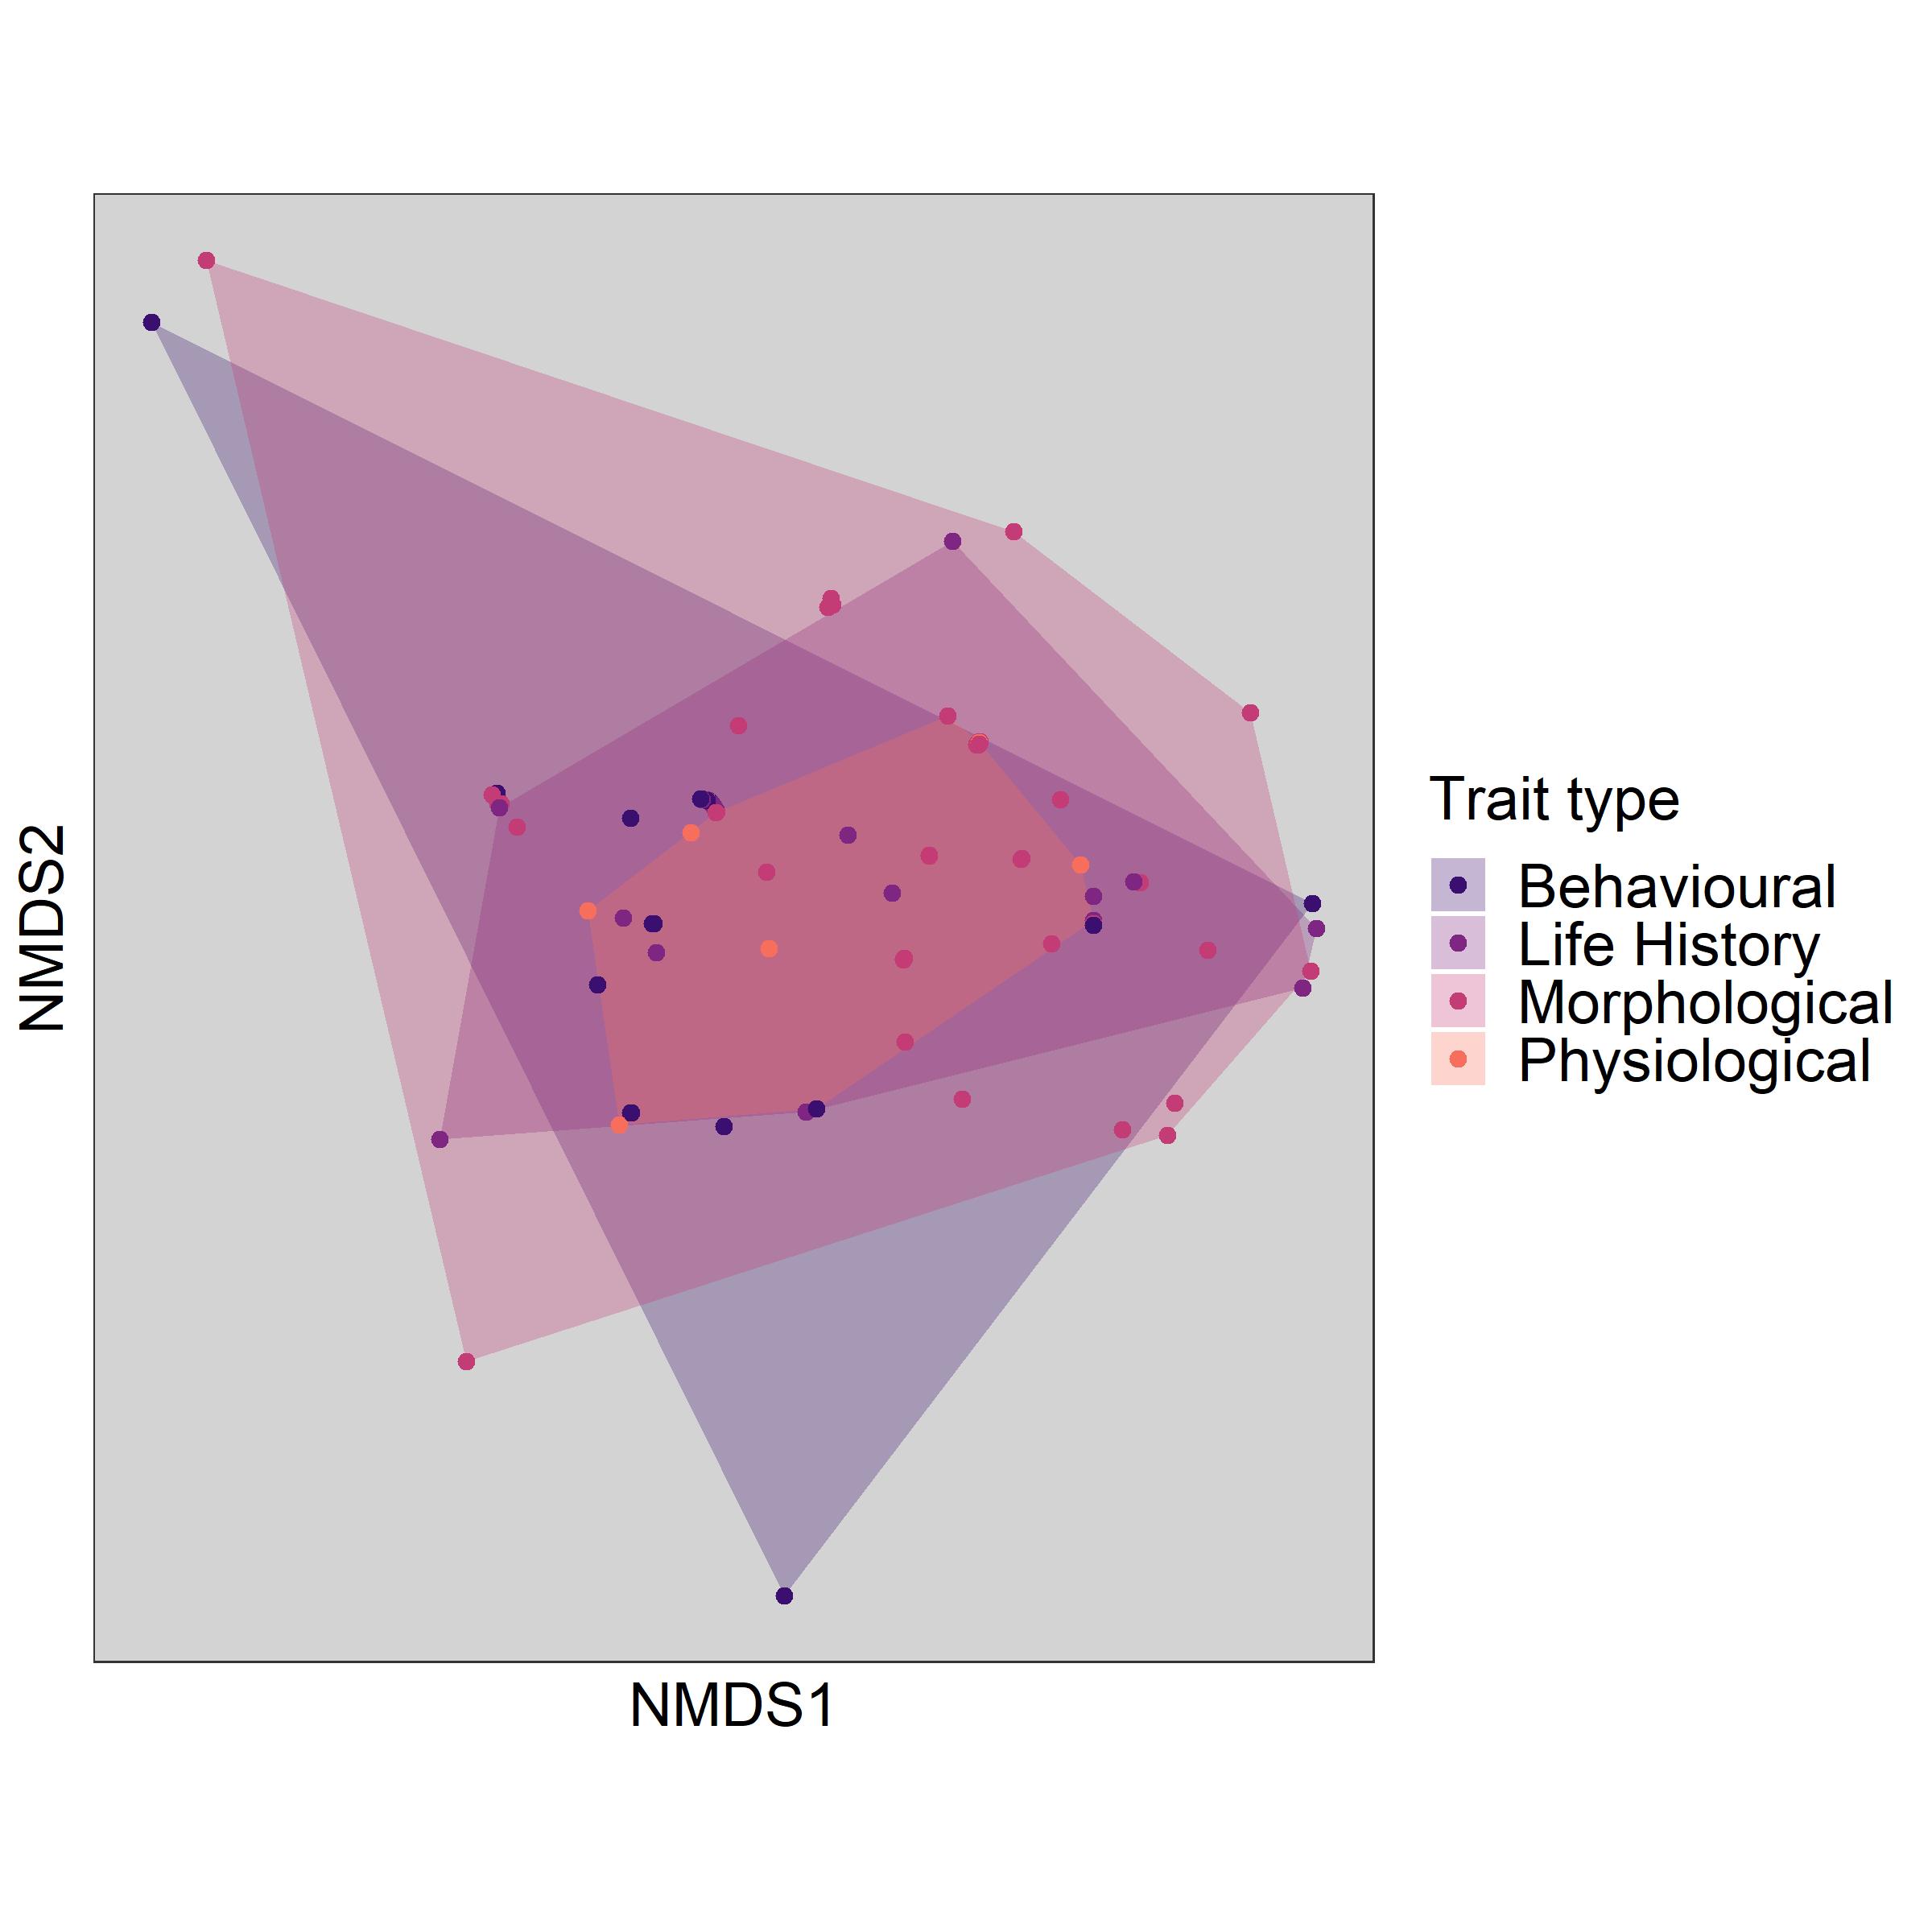 NMDS2
NMDS1
Trait type
Behavioural
Life History
Morphological
Physiological